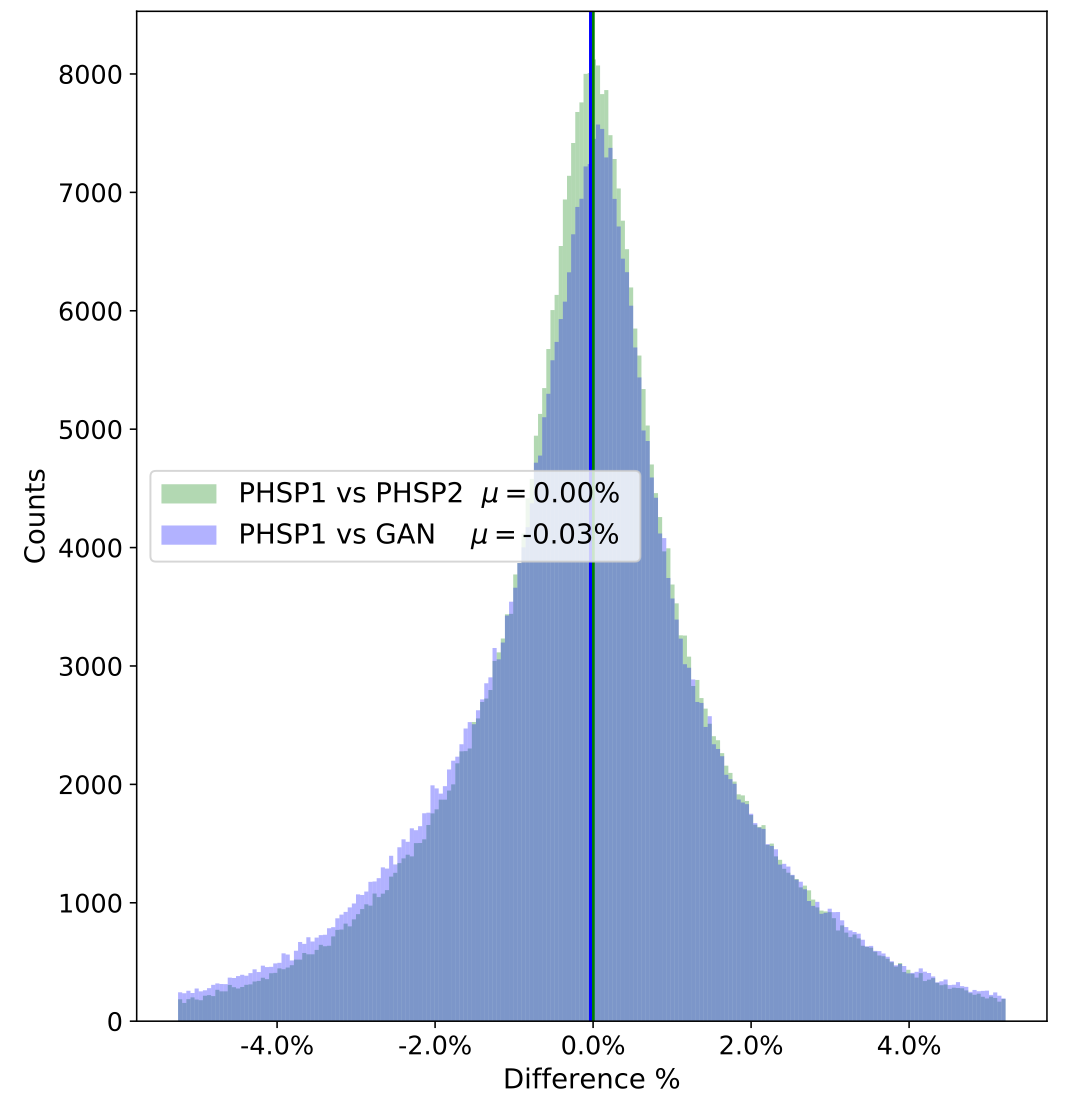 8000
7000
6000
5000
4000
3000
2000
1000
0
Counts
PHSP1 vs PHSP2 μ = 0.00%
PHSP1 vs GAN μ = -0.03%
-4.0% -2.0% 0.0% 2.0% 4.0%
Difference %